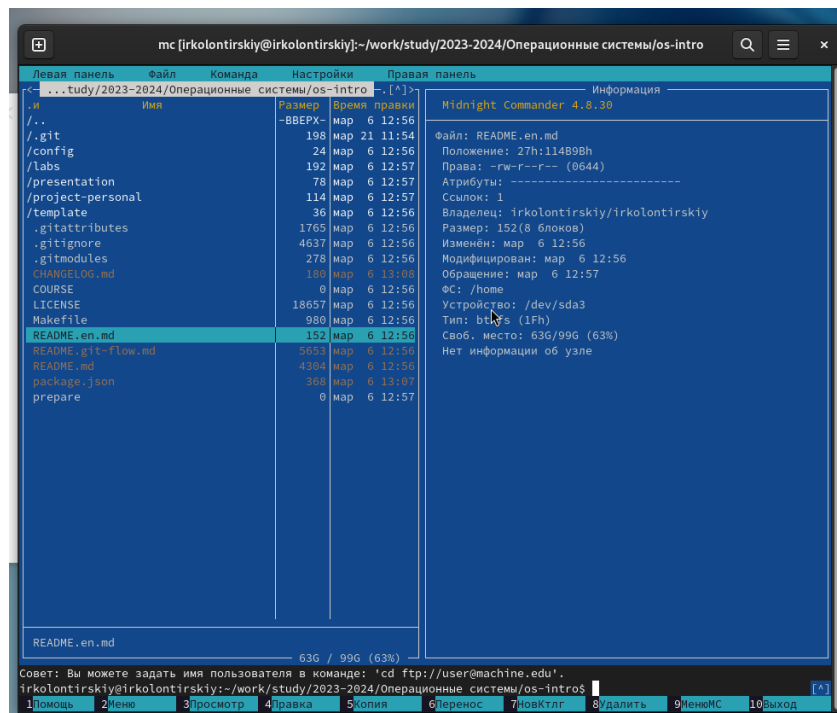 mc [irkolontirskiy@irkolontirskiy]:~/work/study/2023-2024/Операционные системы/os-intro
Левая панель Файл Команда Настройки Правая панель
<— ...tudy/2023-2024/Операционные системы/os-intro —.[^]>
.и Имя Размер Время правки
/.. -ВВЕРХ- мар 6 12:56
/.git 198 мар 21 11:54
/config 24 мар 6 12:56
/labs 192 мар 6 12:57
/presentation 78 мар 6 12:57
/project-personal 114 мар 6 12:57
/template 36 мар 6 12:56
.gitattributes 1765 мар 6 12:56
.gitignore 4637 мар 6 12:56
.gitmodules 278 мар 6 12:56
CHANGELOG.md 180 мар 6 13:08
COURSE 0 мар 6 12:56
LICENSE 18657 мар 6 12:56
Makefile 980 мар 6 12:56
README.en.md 152 мар 6 12:56
README.git-flow.md 5653 мар 6 12:56
README.md 4304 мар 6 12:56
package.json 368 мар 6 13:07
prepare 0 мар 6 12:57
README.en.md
63G / 99G (63%)
Информация
Midnight Commander 4.8.30
Файл: README.en.md
Положение: 27h:114B9Bh
Права: -rw-r--r-- (0644)
Атрибуты: -------------------------
Ссылок: 1
Владелец: irkolontirskiy/irkolontirskiy
Размер: 152(8 блоков)
Изменён: мар 6 12:56
Модифицирован: мар 6 12:56
Обращение: мар 6 12:57
ФС: /home
Устройство: /dev/sda3
Тип: btrfs (1Fh)
Своб. место: 63G/99G (63%)
Нет информации об узле
Совет: Вы можете задать имя пользователя в команде: 'cd ftp://user@machine.edu'.
irkolontirskiy@irkolontirskiy:~/work/study/2023-2024/Операционные системы/os-intro$ [^]
1Помощь 2Меню 3Просмотр 4Правка 5Копия 6Перенос 7НовКтлг 8Удалить 9МенюМС 10Выход